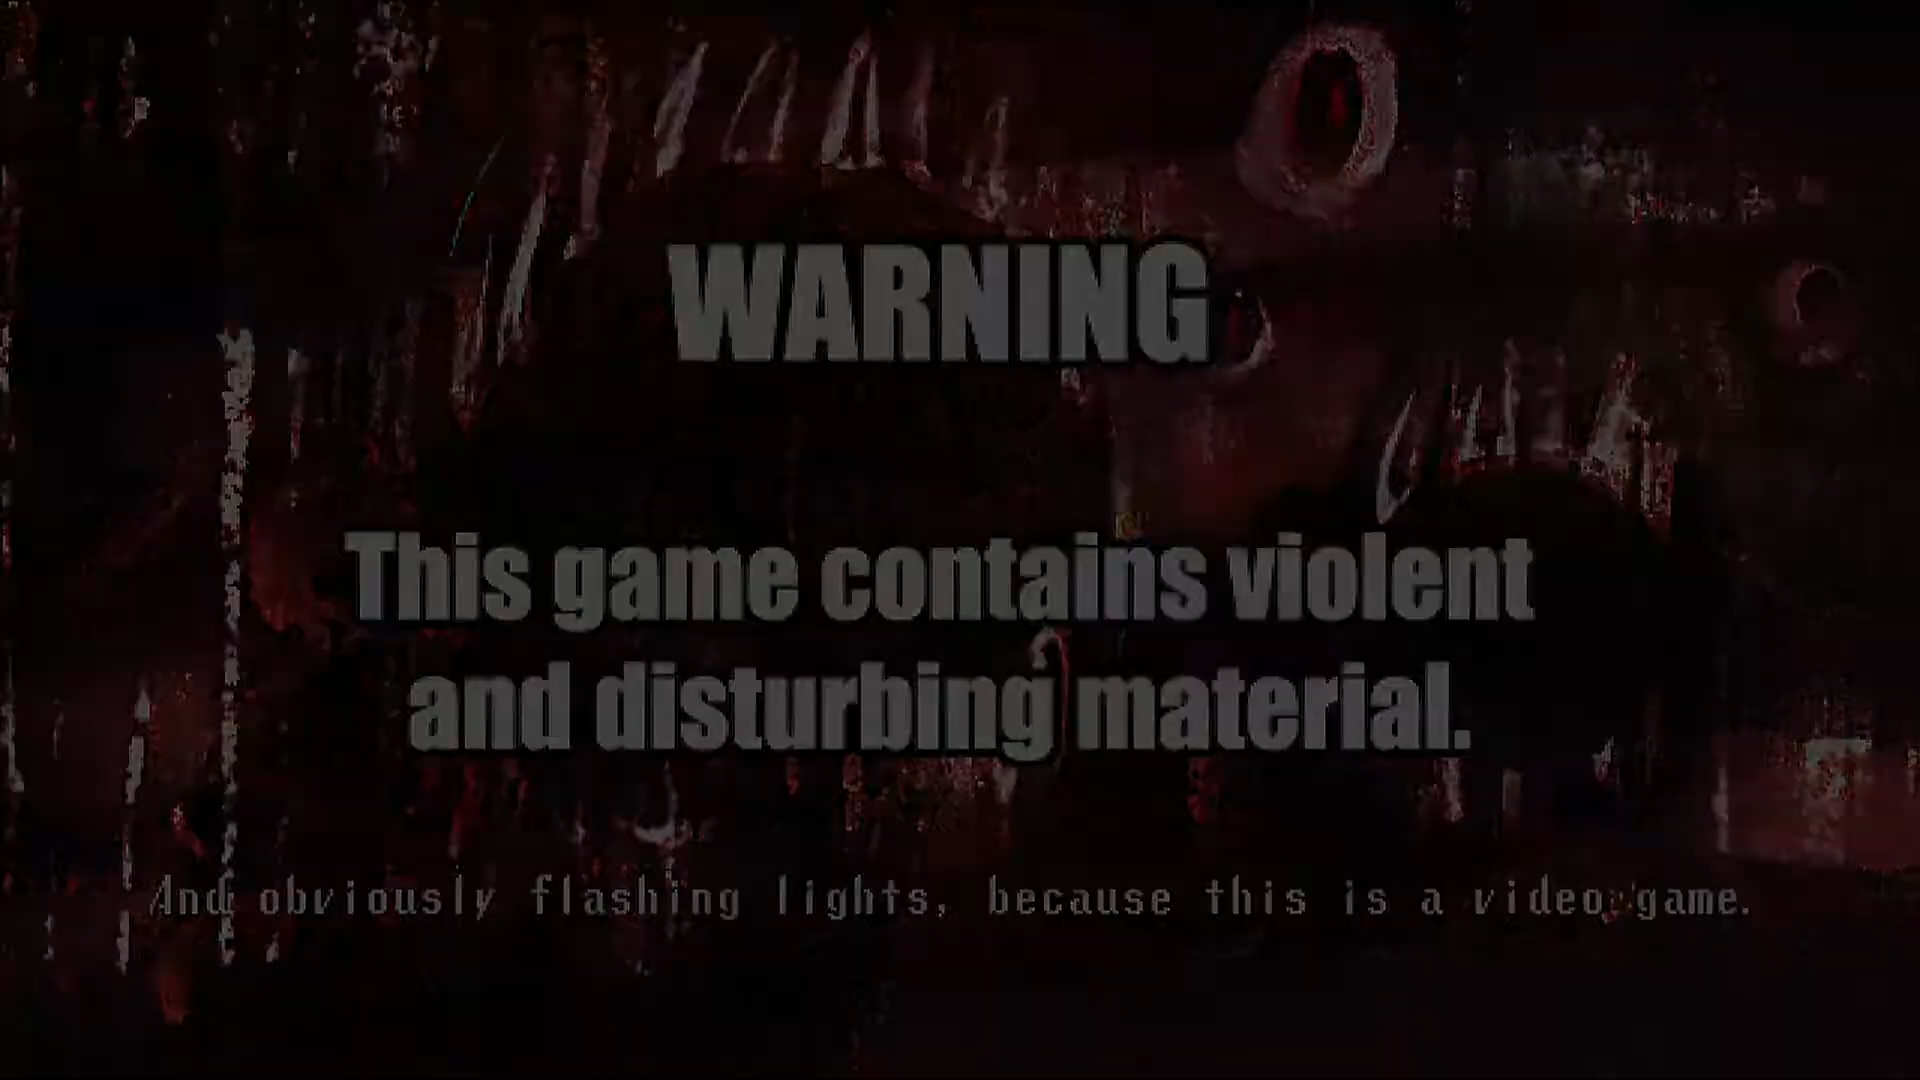 WARNING
This game contains violent
and disturbing material.
And obviously flashing lights, because this is a video game.